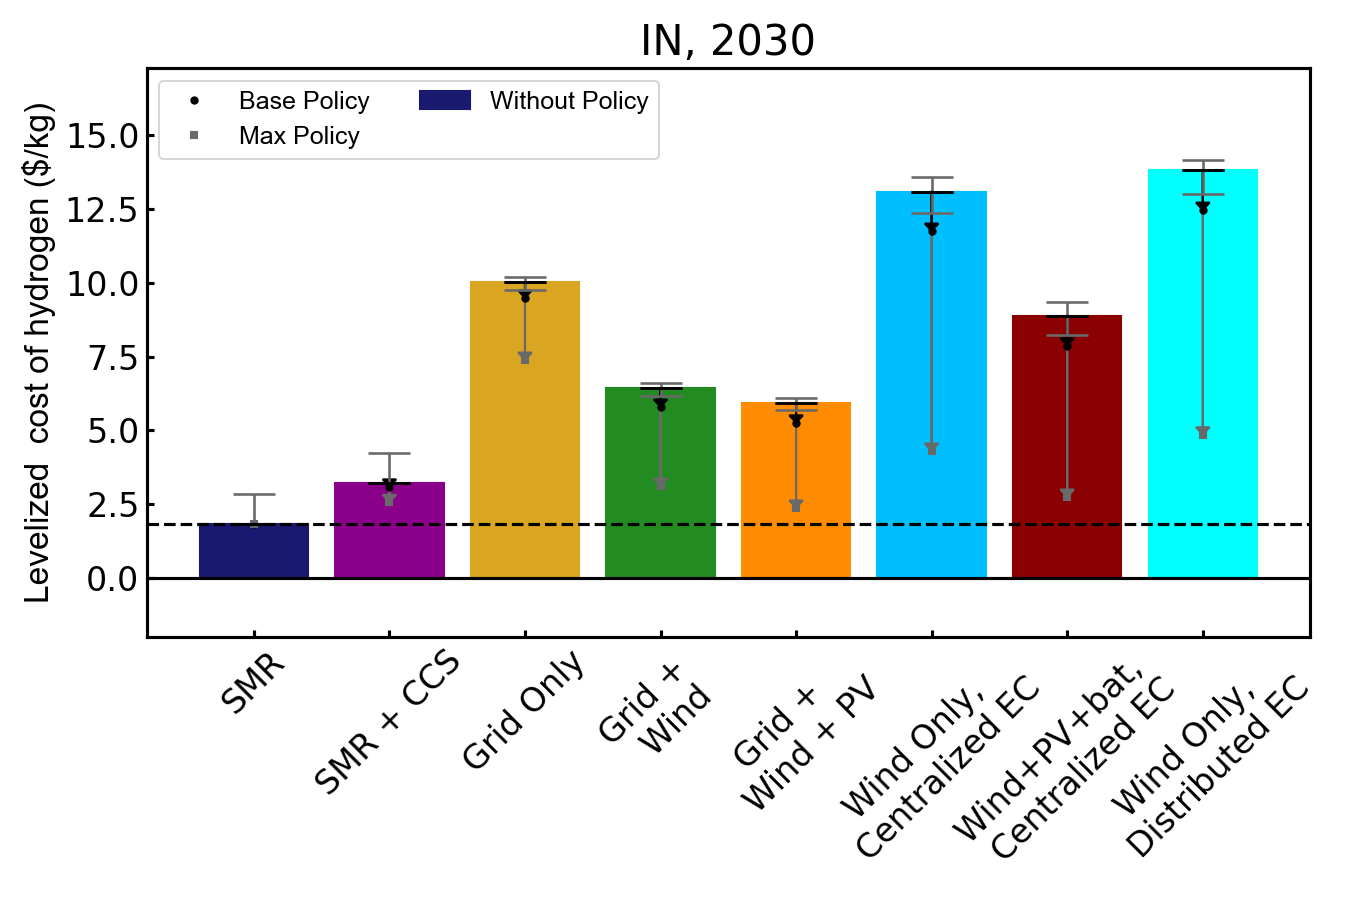 IN, 2030
Levelized  cost of hydrogen ($/kg)
15.0
12.5
10.0
7.5
5.0
2.5
0.0
Base Policy
Max Policy
Without Policy
SMR
SMR + CCS
Grid Only
Grid +
Wind
Grid +
Wind + PV
Wind Only,
Centralized EC
Wind+PV+bat,
Centralized EC
Wind Only,
Distributed EC